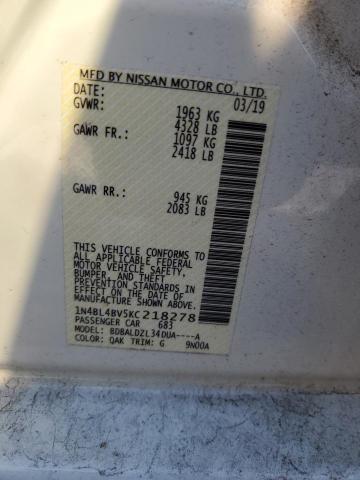 MFD BY NISSAN MOTOR CO., LTD.
DATE: 03/19
GVWR: 1963 KG
4328 LB
GAWR FR.: 1097 KG
2418 LB
GAWR RR.: 945 KG
2083 LB
THIS VEHICLE CONFORMS TO
ALL APPLICABLE FEDERAL
MOTOR VEHICLE SAFETY,
BUMPER, AND THEFT
PREVENTION STANDARDS IN
EFFECT ON THE DATE OF
MANUFACTURE SHOWN ABOVE.
1N4BL4BV5KC218278
PASSENGER CAR 683
MODEL: BDBALDZL34DUA----A
COLOR: QAK TRIM: G 9N00A